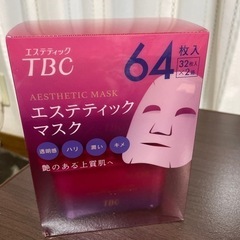 エステティック
TBC
64枚入
32枚入
AESTHETIC MASK
エステティック
マスク
透明感 ハリ 潤い キメ
艶のある上質肌へ
TBC